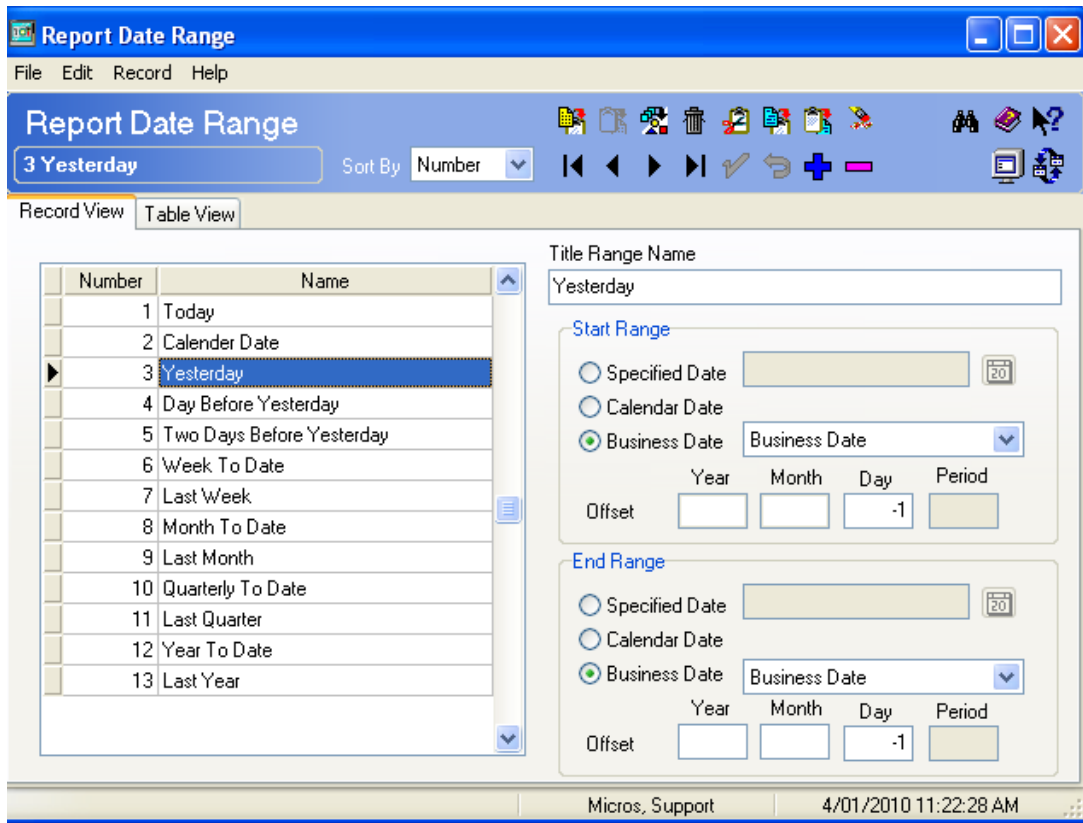 Report Date Range
File Edit Record Help
Report Date Range
3 Yesterday
Sort By Number
Record View Table View
Number Name
1 Today
2 Calender Date
3 Yesterday
4 Day Before Yesterday
5 Two Days Before Yesterday
6 Week To Date
7 Last Week
8 Month To Date
9 Last Month
10 Quarterly To Date
11 Last Quarter
12 Year To Date
13 Last Year
Title Range Name
Yesterday
Start Range
Specified Date 20
Calendar Date
Business Date Business Date
Year Month Day Period
Offset -1
End Range
Specified Date 20
Calendar Date
Business Date Business Date
Year Month Day Period
Offset -1
Micros, Support 4/01/2010 11:22:28 AM